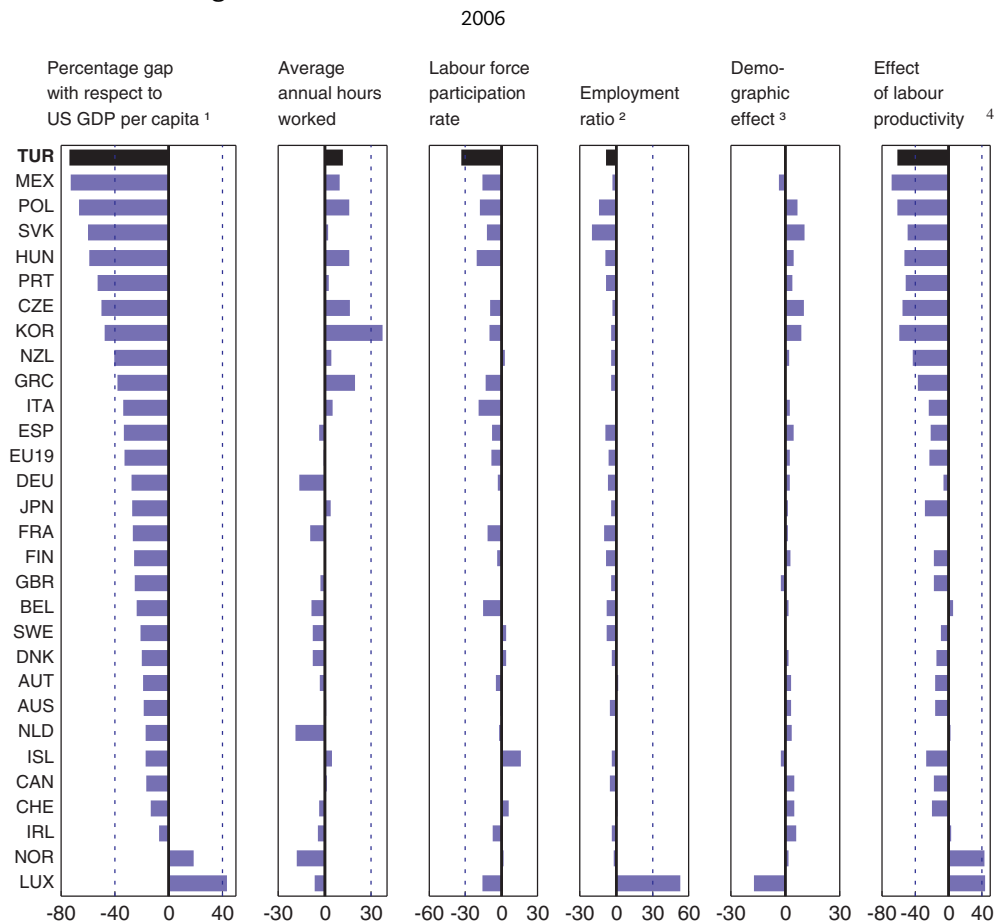 2006
Percentage gap
with respect to
US GDP per capita ¹
Average
annual hours
worked
Labour force
participation
rate
Employment
ratio ²
Demo-
graphic
effect ³
Effect
of labour
productivity 4
TUR
MEX
POL
SVK
HUN
PRT
CZE
KOR
NZL
GRC
ITA
ESP
EU19
DEU
JPN
FRA
FIN
GBR
BEL
SWE
DNK
AUT
AUS
NLD
ISL
CAN
CHE
IRL
NOR
LUX
-80 -40 0 40
-30 0 30
-60 -30 0 30
-30 0 30 60
-30 0 30
-80 -40 0 40